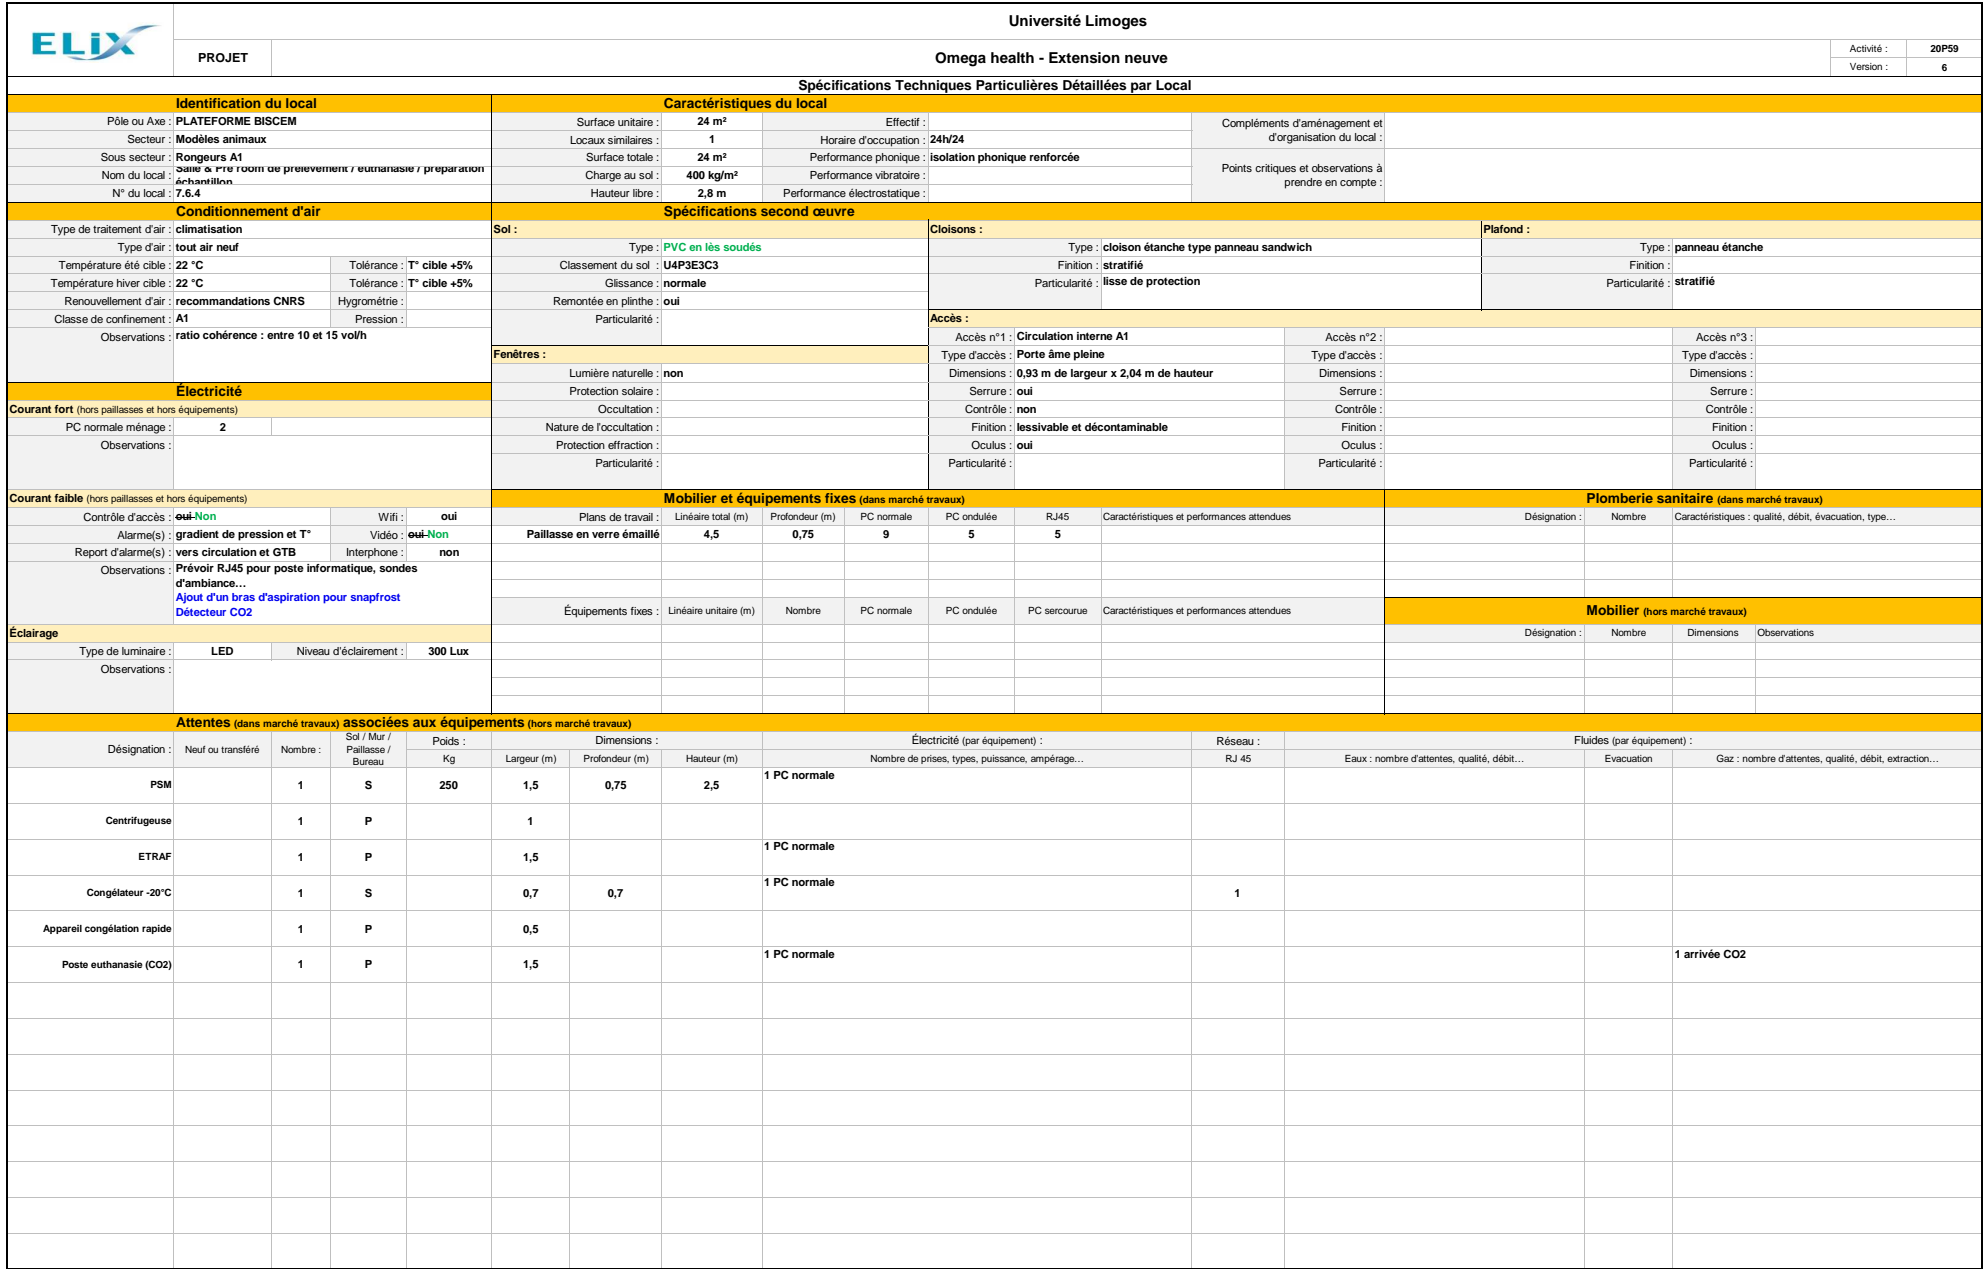 ELiX
Université Limoges
PROJET
Omega health - Extension neuve
Activité : 20P59
Version : 6
Spécifications Techniques Particulières Détaillées par Local
Identification du local
Caractéristiques du local
Pôle ou Axe : PLATEFORME BISCEM
Surface unitaire : 24 m²
Effectif :
Compléments d'aménagement et d'organisation du local :
Secteur : Modèles animaux
Locaux similaires : 1
Horaire d'occupation : 24h/24
Sous secteur : Rongeurs A1
Surface totale : 24 m²
Performance phonique : isolation phonique renforcée
Points critiques et observations à prendre en compte :
Nom du local : Salle & Pré room de prélèvement / euthanasie / préparation échantillon
Charge au sol : 400 kg/m²
Performance vibratoire :
N° du local : 7.6.4
Hauteur libre : 2,8 m
Performance électrostatique :
Conditionnement d'air
Spécifications second œuvre
Type de traitement d'air : climatisation
Type d'air : tout air neuf
Température été cible : 22 °C Tolérance : T° cible +5%
Température hiver cible : 22 °C Tolérance : T° cible +5%
Renouvellement d'air : recommandations CNRS Hygrométrie :
Classe de confinement : A1 Pression :
Observations : ratio cohérence : entre 10 et 15 vol/h
Sol :
Type : PVC en lès soudés
Classement du sol : U4P3E3C3
Glissance : normale
Remontée en plinthe : oui
Particularité :
Cloisons :
Type : cloison étanche type panneau sandwich
Finition : stratifié
Particularité : lisse de protection
Plafond :
Type : panneau étanche
Finition :
Particularité : stratifié
Fenêtres :
Lumière naturelle : non
Protection solaire :
Occultation :
Nature de l'occultation :
Protection effraction :
Particularité :
Accès :
Accès n°1 : Circulation interne A1 Accès n°2 : Accès n°3 :
Type d'accès : Porte âme pleine Type d'accès : Type d'accès :
Dimensions : 0,93 m de largeur x 2,04 m de hauteur Dimensions : Dimensions :
Serrure : oui Serrure : Serrure :
Contrôle : non Contrôle : Contrôle :
Finition : lessivable et décontaminable Finition : Finition :
Oculus : oui Oculus : Oculus :
Particularité : Particularité : Particularité :
Électricité
Courant fort (hors paillasses et hors équipements)
PC normale ménage : 2
Observations :
Courant faible (hors paillasses et hors équipements)
Contrôle d'accès : oui Non Wifi : oui
Alarme(s) : gradient de pression et T° Vidéo : oui Non
Report d'alarme(s) : vers circulation et GTB Interphone : non
Observations : Prévoir RJ45 pour poste informatique, sondes
d'ambiance…
Ajout d'un bras d'aspiration pour snapfrost
Détecteur CO2
Éclairage
Type de luminaire : LED Niveau d'éclairement : 300 Lux
Observations :
Mobilier et équipements fixes (dans marché travaux)
Plans de travail : Linéaire total (m) Profondeur (m) PC normale PC ondulée RJ45 Caractéristiques et performances attendues
Paillasse en verre émaillé 4,5 0,75 9 5 5
Équipements fixes : Linéaire unitaire (m) Nombre PC normale PC ondulée PC sercourue Caractéristiques et performances attendues
Plomberie sanitaire (dans marché travaux)
Désignation : Nombre Caractéristiques : qualité, débit, évacuation, type…
Mobilier (hors marché travaux)
Désignation : Nombre Dimensions Observations
Attentes (dans marché travaux) associées aux équipements (hors marché travaux)
Désignation : Neuf ou transféré Nombre : Sol / Mur / Paillasse / Bureau Poids : Dimensions : Électricité (par équipement) : Réseau : Fluides (par équipement) :
Kg Largeur (m) Profondeur (m) Hauteur (m) Nombre de prises, types, puissance, ampérage… RJ 45 Eaux : nombre d'attentes, qualité, débit… Evacuation Gaz : nombre d'attentes, qualité, débit, extraction…
PSM 1 S 250 1,5 0,75 2,5 1 PC normale
Centrifugeuse 1 P 1
ETRAF 1 P 1,5 1 PC normale
Congélateur -20°C 1 S 0,7 0,7 1 PC normale 1
Appareil congélation rapide 1 P 0,5
Poste euthanasie (CO2) 1 P 1,5 1 PC normale 1 arrivée CO2